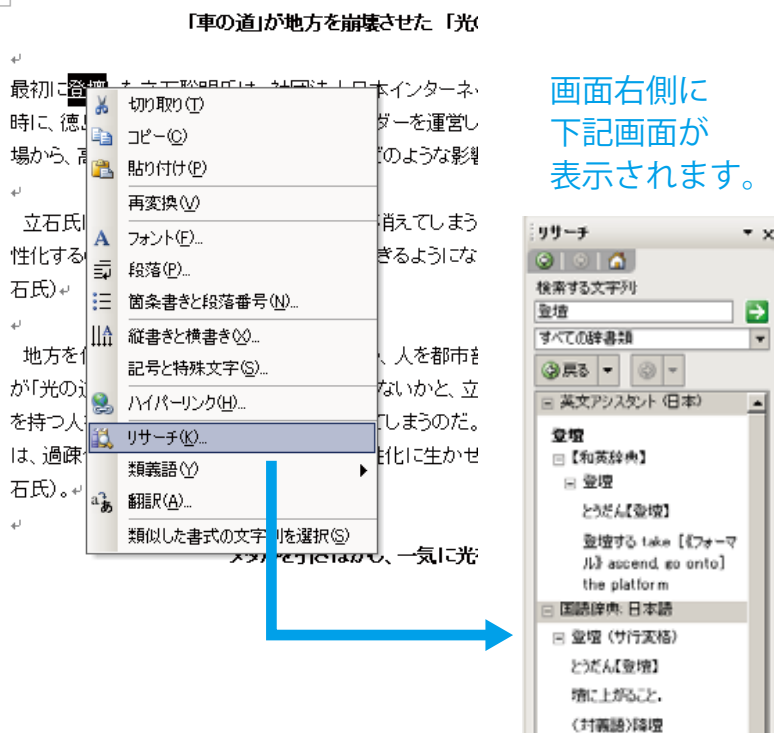 「車の道」が地方を崩壊させた 「光の
最初に登壇した立石聡明氏は、社団法人日本インターネッ
時に、徳
ダーを運営し
場から、高
どのような影響
立石氏
消えてしまう
性化する
きるようにな
石氏)
地方を
、人を都市
が「光の道
ないかと、立
を持つ人
てしまうのだ。
は、過疎
性化に生かせ
石氏)。
メタルを引きはがし、一気に光
切り取り(T)
コピー(C)
貼り付け(P)
再変換(V)
フォント(F)...
段落(P)...
箇条書きと段落番号(N)...
縦書きと横書き(X)...
記号と特殊文字(S)...
ハイパーリンク(H)...
リサーチ(K)...
類義語(Y)
翻訳(A)...
類似した書式の文字列を選択(S)
画面右側に
下記画面が
表示されます。
リサーチ
検索する文字列
登壇
すべての辞書類
戻る
英文アシスタント (日本)
登壇
【和英辞典】
登壇
とうだん【登壇】
登壇する take [《フォーマ
ル》 ascend, go onto]
the platform
国語辞典: 日本語
登壇 (サ行変格)
とうだん【登壇】
壇に上がること。
〈対義語〉降壇